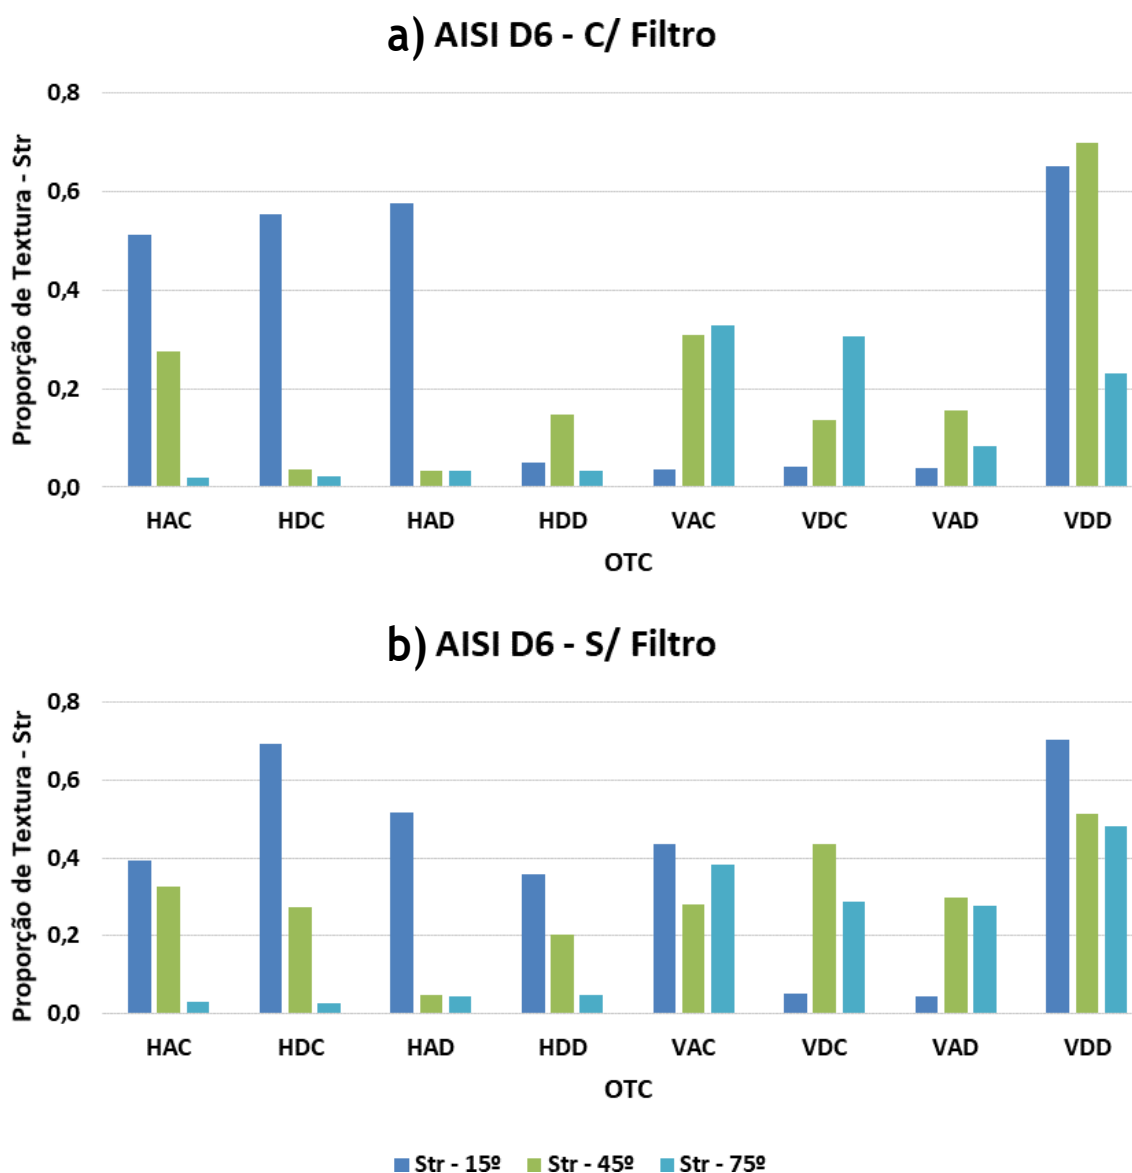 a) AISI D6 - C/ Filtro
Proporção de Textura - Str
0,8
0,6
0,4
0,2
0,0
HAC HDC HAD HDD VAC VDC VAD VDD
OTC
b) AISI D6 - S/ Filtro
Proporção de Textura - Str
0,8
0,6
0,4
0,2
0,0
HAC HDC HAD HDD VAC VDC VAD VDD
OTC
Str - 15º Str - 45º Str - 75º